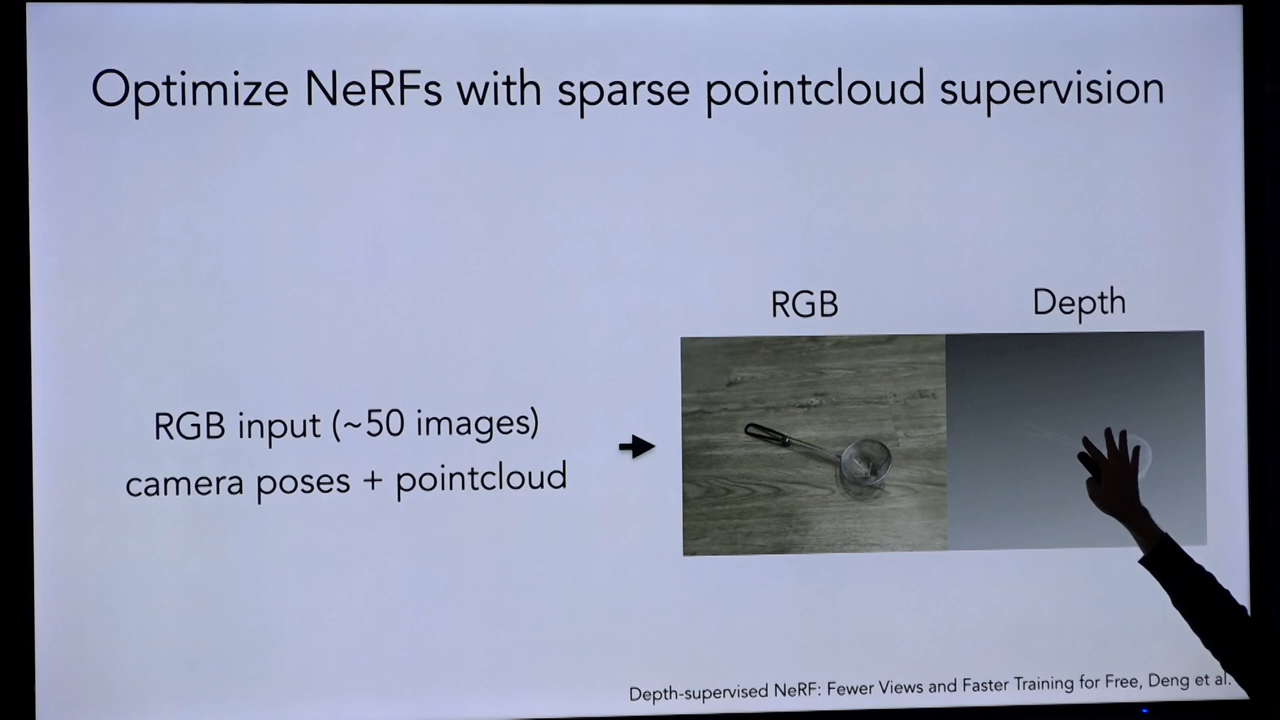 Optimize NeRFs with sparse pointcloud supervision
RGB Depth
RGB input (~50 images)
camera poses + pointcloud
Depth-supervised NeRF: Fewer Views and Faster Training for Free, Deng et al.